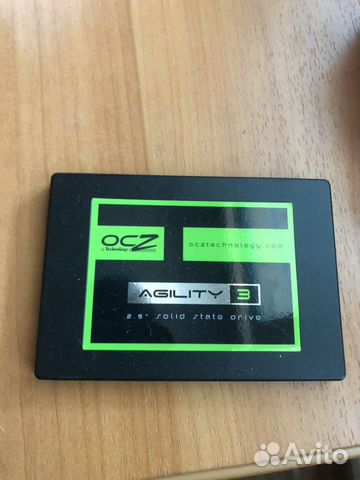 OCZ
Technology
ocztechnology.com
AGILITY 3
2.5" Solid State Drive
Avito